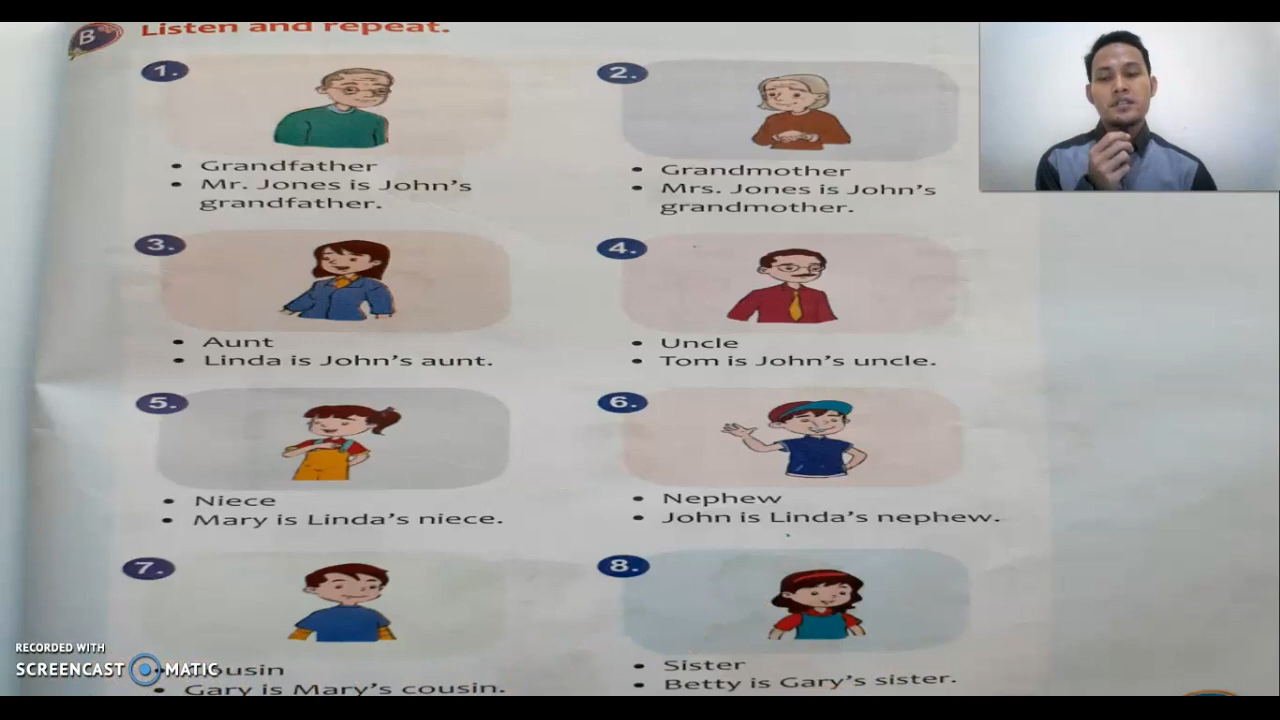 B Listen and repeat.
1.
Grandfather
Mr. Jones is John's
grandfather.
2.
Grandmother
Mrs. Jones is John's
grandmother.
3.
Aunt
Linda is John's aunt.
4.
Uncle
Tom is John's uncle.
5.
Niece
Mary is Linda's niece.
6.
Nephew
John is Linda's nephew.
7.
Gary is Mary's cousin.
8.
Sister
Betty is Gary's sister.
RECORDED WITH
SCREENCAST MATIC